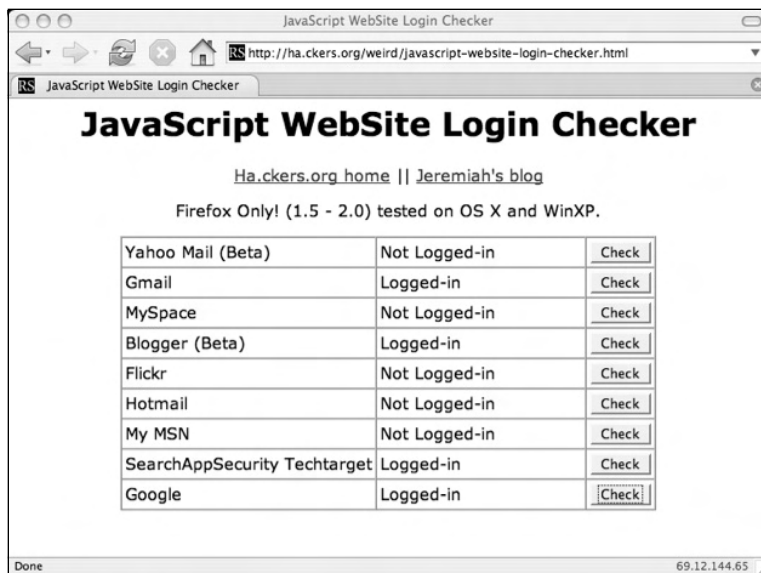 JavaScript WebSite Login Checker
RS http://ha.ckers.org/weird/javascript-website-login-checker.html
RS JavaScript WebSite Login Checker
JavaScript WebSite Login Checker
Ha.ckers.org home || Jeremiah's blog
Firefox Only! (1.5 - 2.0) tested on OS X and WinXP.
Yahoo Mail (Beta) Not Logged-in Check
Gmail Logged-in Check
MySpace Not Logged-in Check
Blogger (Beta) Logged-in Check
Flickr Not Logged-in Check
Hotmail Not Logged-in Check
My MSN Not Logged-in Check
SearchAppSecurity Techtarget Logged-in Check
Google Logged-in Check
Done 69.12.144.65